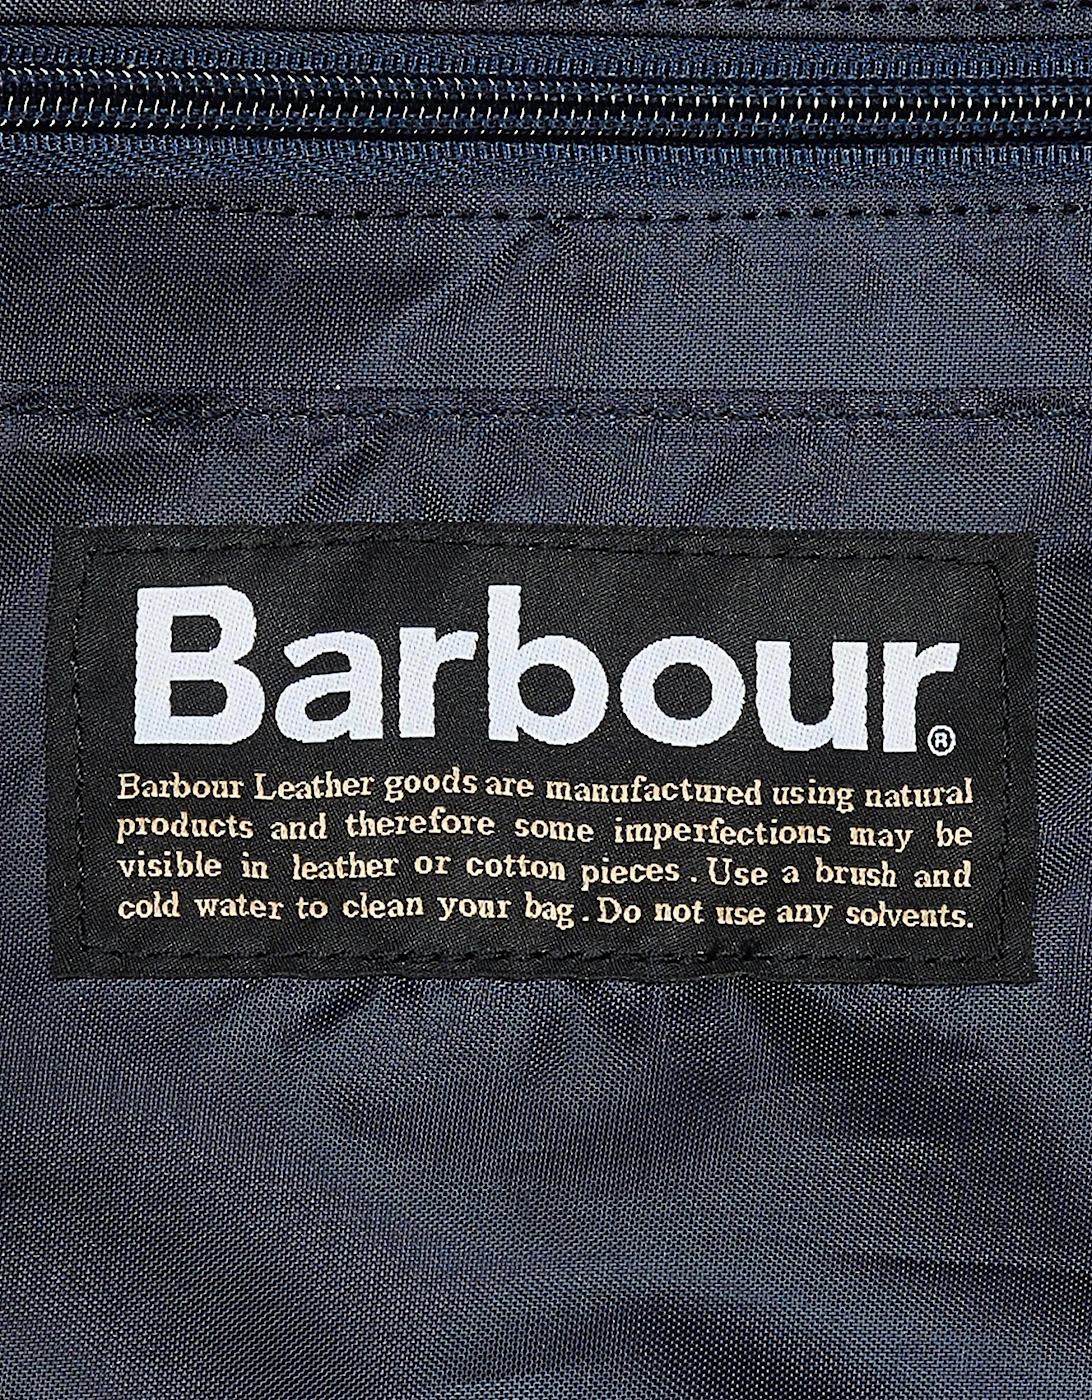 Barbour®
Barbour Leather goods are manufactured using natural
products and therefore some imperfections may be
visible in leather or cotton pieces . Use a brush and
cold water to clean your bag . Do not use any solvents.